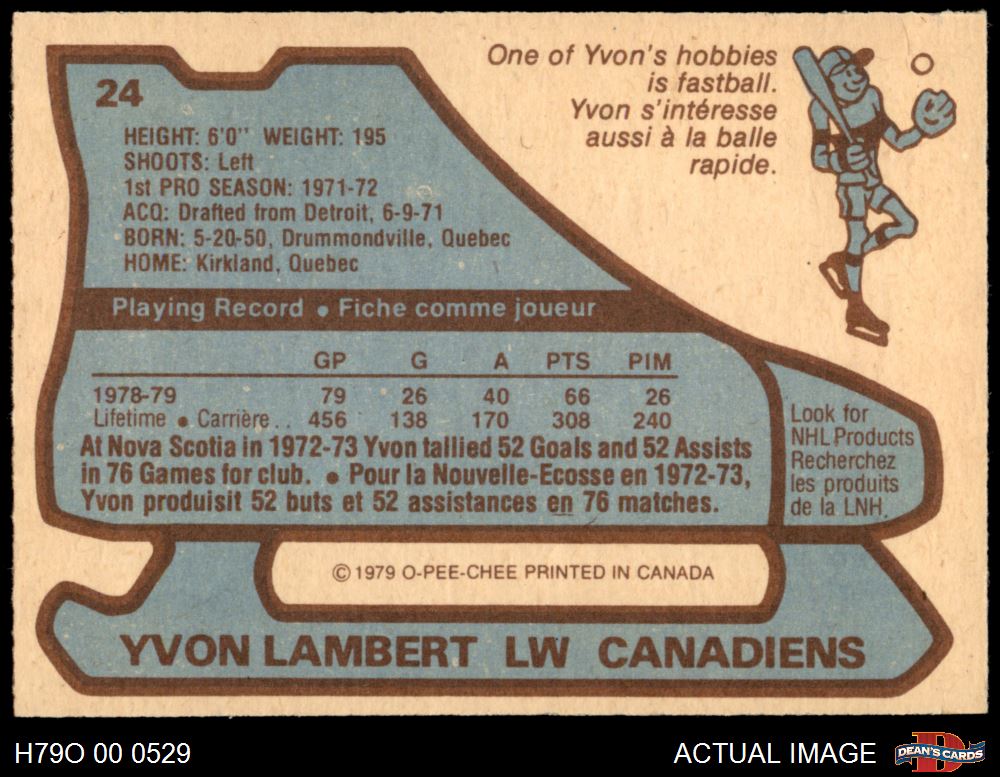 One of Yvon's hobbies
is fastball.
Yvon s'intéresse
aussi à la balle
rapide.
24
HEIGHT: 6'0" WEIGHT: 195
SHOOTS: Left
1st PRO SEASON: 1971-72
ACQ: Drafted from Detroit, 6-9-71
BORN: 5-20-50, Drummondville, Quebec
HOME: Kirkland, Quebec
Playing Record • Fiche comme joueur
GP G A PTS PIM
1978-79 79 26 40 66 26
Lifetime • Carrière.. 456 138 170 308 240
At Nova Scotia in 1972-73 Yvon tallied 52 Goals and 52 Assists
in 76 Games for club. • Pour la Nouvelle-Ecosse en 1972-73,
Yvon produisit 52 buts et 52 assistances en 76 matches.
Look for
NHL Products
Recherchez
les produits
de la LNH.
© 1979 O-PEE-CHEE PRINTED IN CANADA
YVON LAMBERT LW CANADIENS
H79O 00 0529
ACTUAL IMAGE
D
DEAN'S CARDS